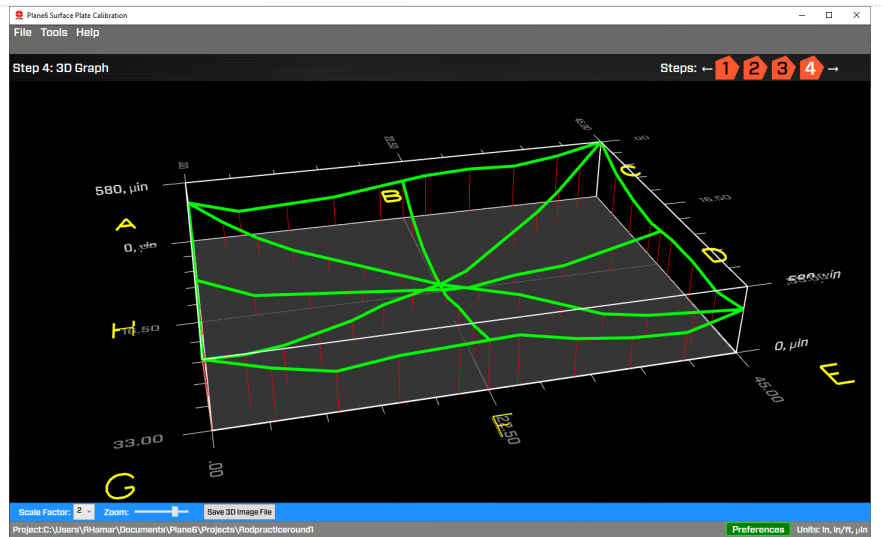 Plane6 Surface Plate Calibration
File Tools Help
Step 4: 3D Graph
Steps: ← 1 2 3 4 →
.00
22.50
45.00
.00
580, µin
A
B
C
16.50
0, µin
D
580, µin
H
16.50
0, µin
E
45.00
33.00
.00
F
22.50
G
Scale Factor: 2 Zoom: Save 3D Image File
Project:C:\Users\RHamar\Documents\Plane6\Projects\Rodpracticeround1 Preferences Units: in, in/ft, µin